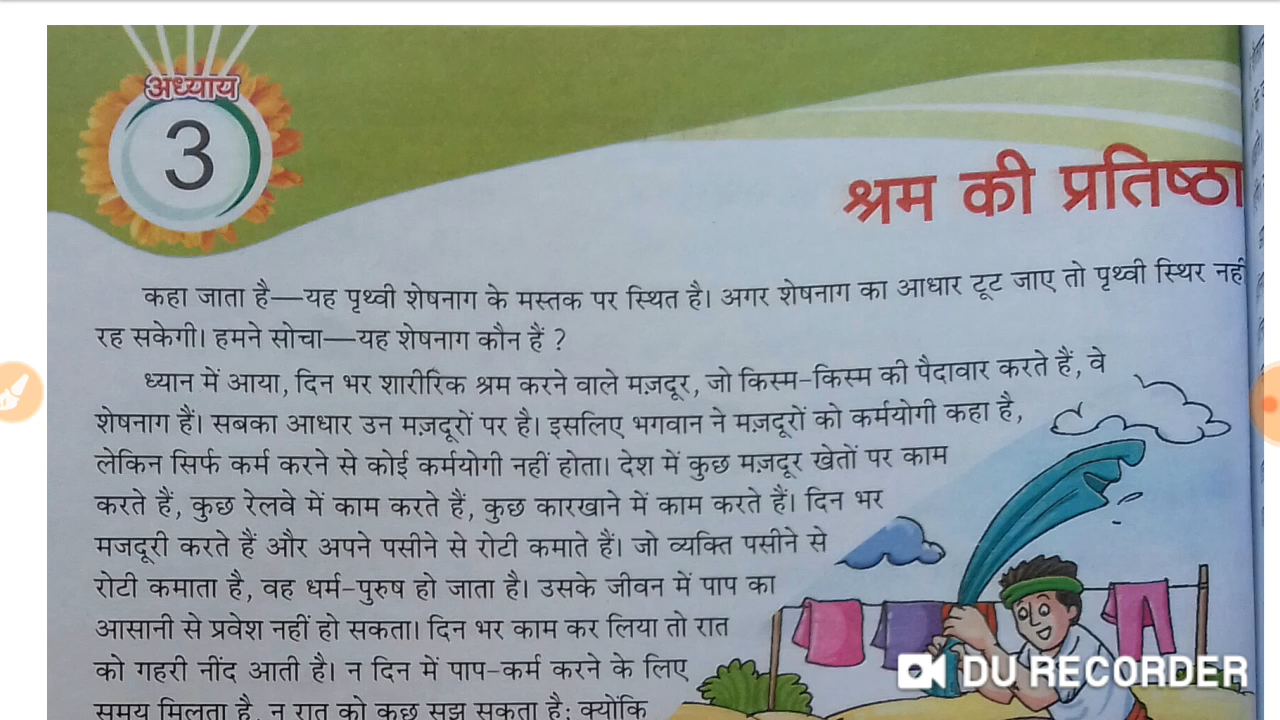 अध्याय
3
श्रम की प्रतिष्ठा
कहा जाता है—यह पृथ्वी शेषनाग के मस्तक पर स्थित है। अगर शेषनाग का आधार टूट जाए तो पृथ्वी स्थिर नही
रह सकेगी। हमने सोचा—यह शेषनाग कौन हैं ?
ध्यान में आया, दिन भर शारीरिक श्रम करने वाले मज़दूर, जो किस्म-किस्म की पैदावार करते हैं, वे
शेषनाग हैं। सबका आधार उन मज़दूरों पर है। इसलिए भगवान ने मज़दूरों को कर्मयोगी कहा है,
लेकिन सिर्फ कर्म करने से कोई कर्मयोगी नहीं होता। देश में कुछ मज़दूर खेतों पर काम
करते हैं, कुछ रेलवे में काम करते हैं, कुछ कारखाने में काम करते हैं। दिन भर
मजदूरी करते हैं और अपने पसीने से रोटी कमाते हैं। जो व्यक्ति पसीने से
रोटी कमाता है, वह धर्म-पुरुष हो जाता है। उसके जीवन में पाप का
आसानी से प्रवेश नहीं हो सकता। दिन भर काम कर लिया तो रात
को गहरी नींद आती है। न दिन में पाप-कर्म करने के लिए
समय मिलता है, न रात को कुछ सूझ सकता है; क्योंकि
DU RECORDER